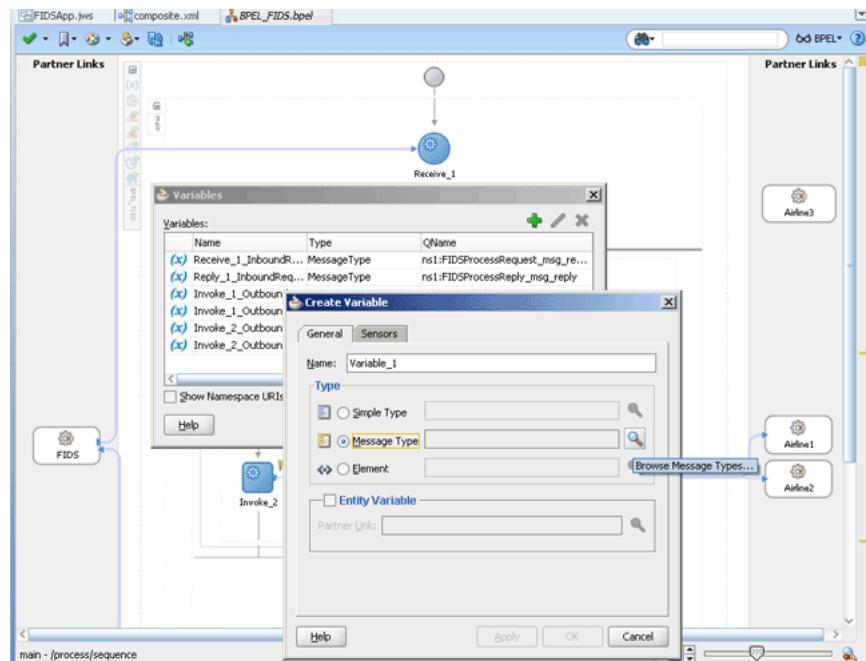 FIDSApp.jws composite.xml BPEL_FIDS.bpel
BPEL
Partner Links Partner Links
Receive_1
Airline3
Variables
Variables:
Name Type QName
Receive_1_InboundR... MessageType ns1:FIDSProcessRequest_msg_re...
Reply_1_InboundReq... MessageType ns1:FIDSProcessReply_msg_reply
Invoke_1_Outboun
Invoke_1_Outboun
Invoke_2_Outboun
Invoke_2_Outboun
Show Namespace URIs
Help
Create Variable
General Sensors
Name: Variable_1
Type
Simple Type
Message Type
Element
Browse Message Types...
Entity Variable
Partner Link:
Help Apply OK Cancel
FIDS
Invoke_2
Airline1
Airline2
main - /process/sequence